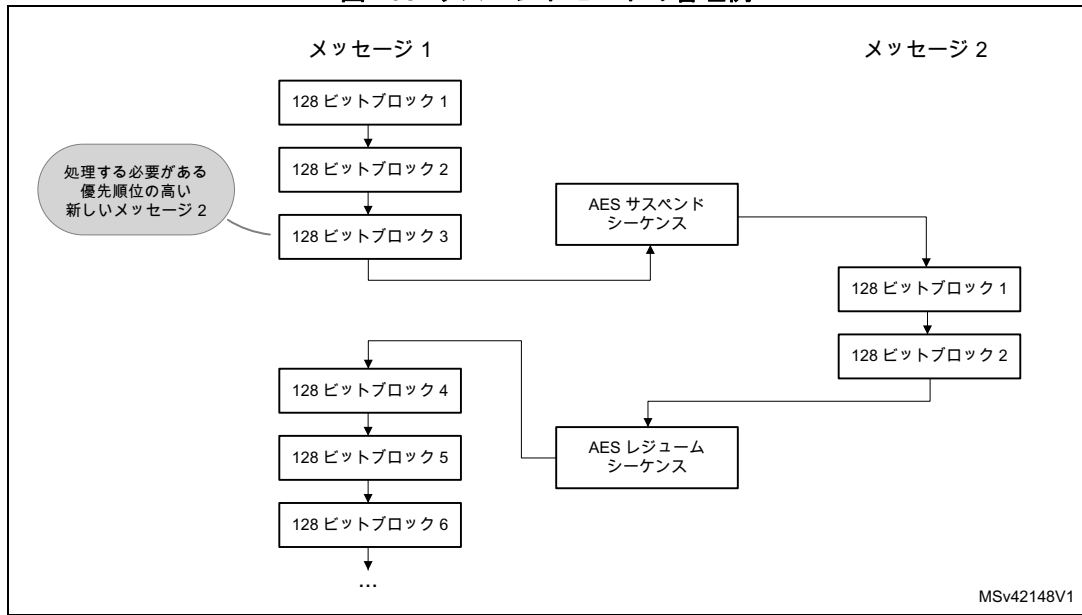 メッセージ 1
メッセージ 2
128 ビットブロック 1
128 ビットブロック 2
処理する必要がある
優先順位の高い
新しいメッセージ 2
128 ビットブロック 3
AES サスペンド
シーケンス
128 ビットブロック 1
128 ビットブロック 2
AES レジューム
シーケンス
128 ビットブロック 4
128 ビットブロック 5
128 ビットブロック 6
…
MSv42148V1